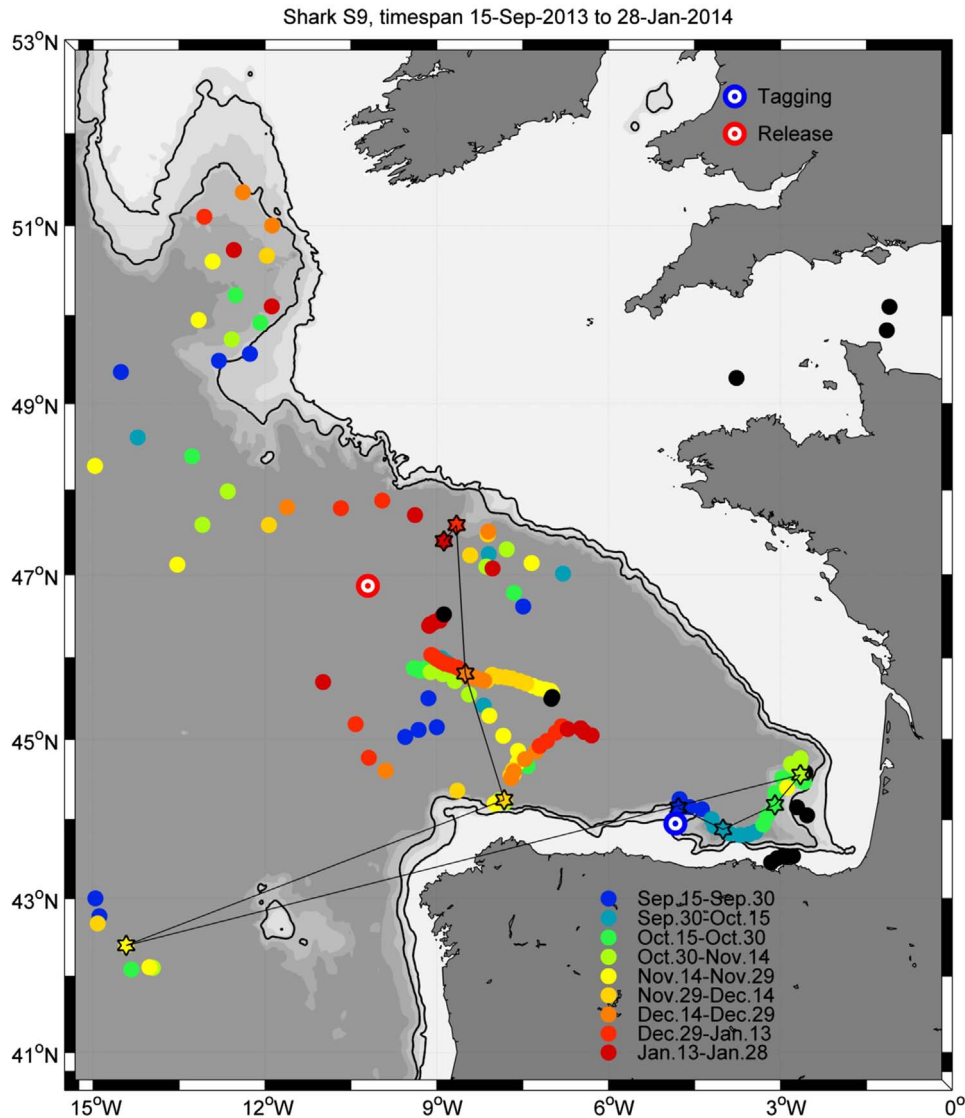 Shark S9, timespan 15-Sep-2013 to 28-Jan-2014
53°N
Tagging
Release
51°N
49°N
47°N
45°N
43°N
41°N
Sep.15-Sep.30
Sep.30-Oct.15
Oct.15-Oct.30
Oct.30-Nov.14
Nov.14-Nov.29
Nov.29-Dec.14
Dec.14-Dec.29
Dec.29-Jan.13
Jan.13-Jan.28
15°W 12°W 9°W 6°W 3°W 0°